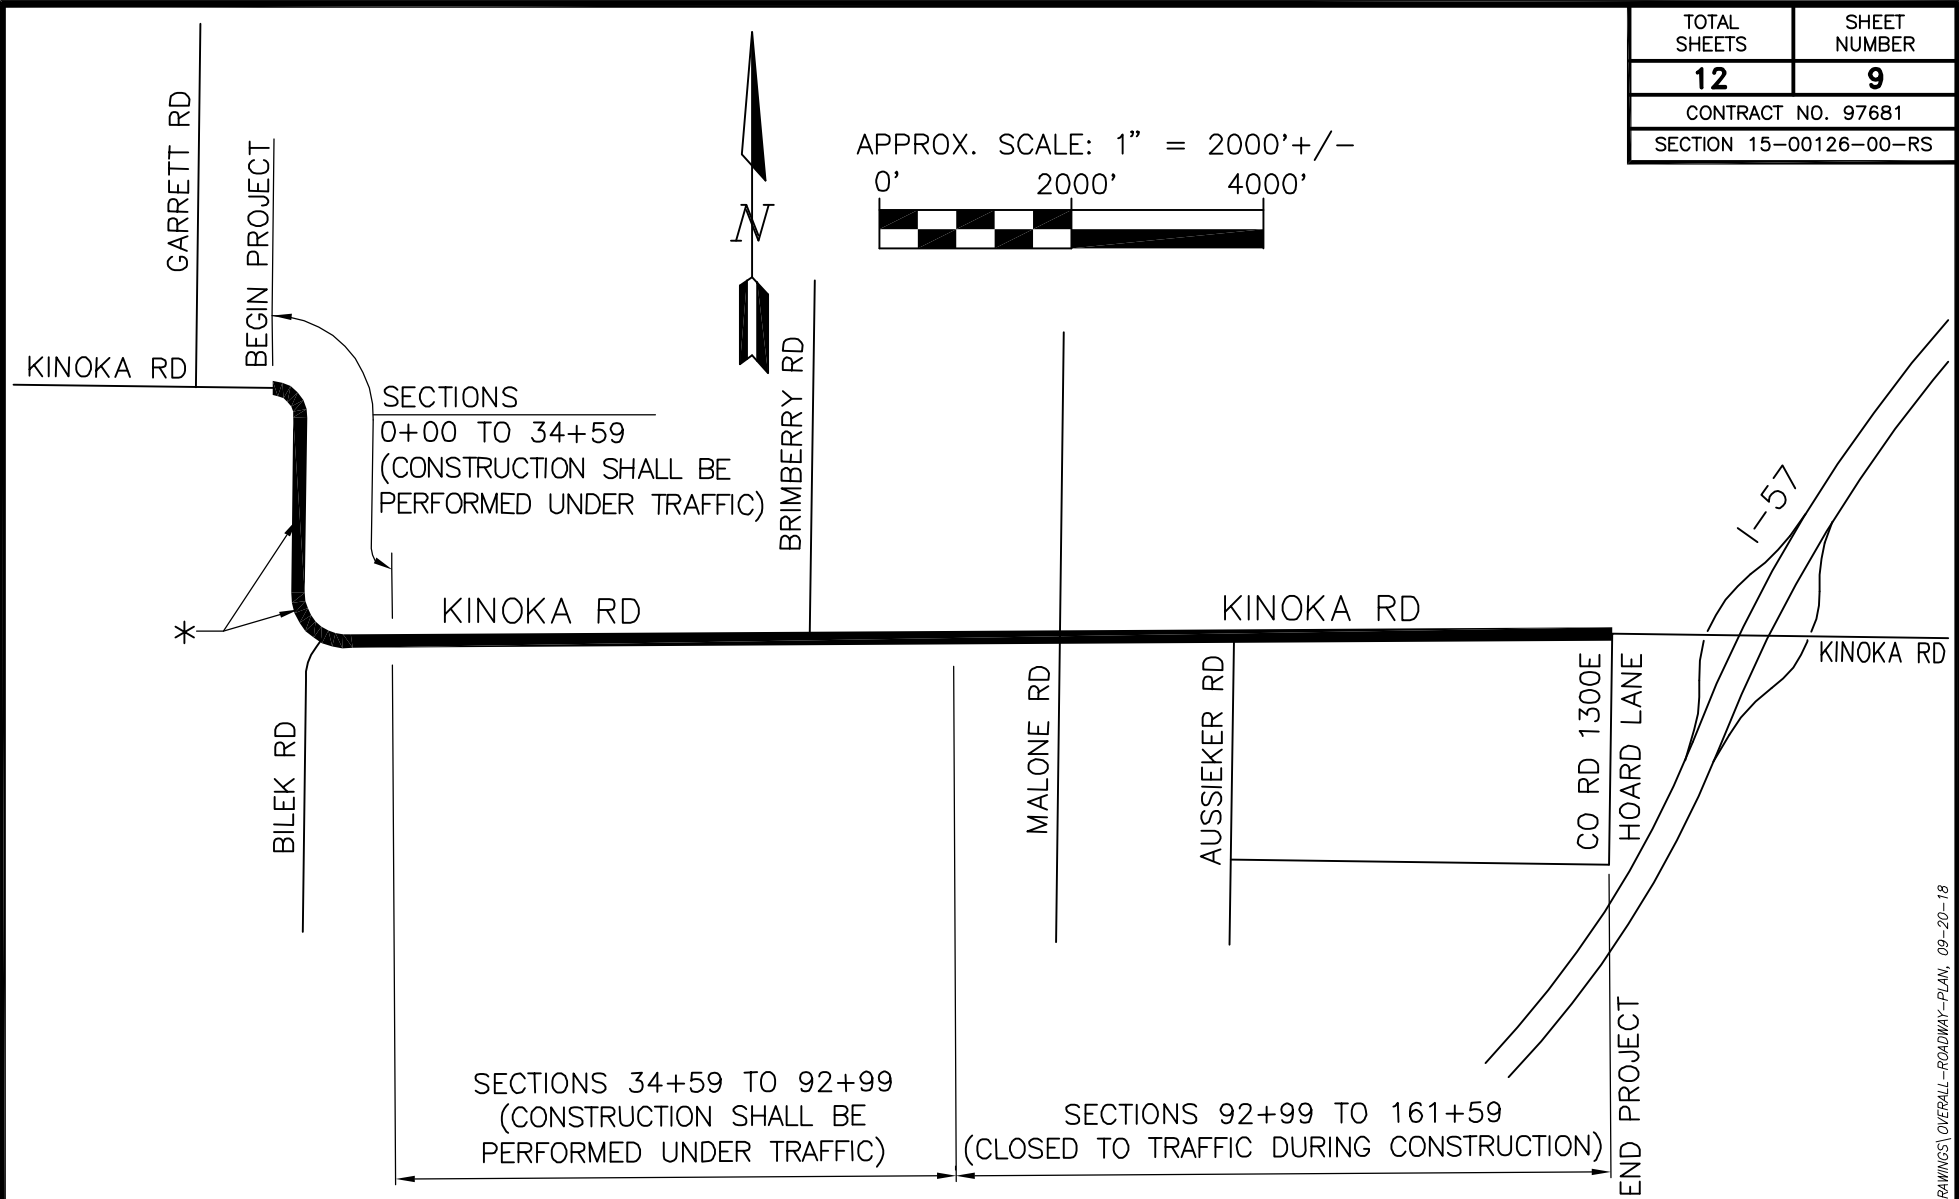 TOTAL SHEETS
SHEET NUMBER
12
9
CONTRACT NO. 97681
SECTION 15-00126-00-RS
APPROX. SCALE: 1" = 2000'+/-
0' 2000' 4000'
N
GARRETT RD
BEGIN PROJECT
KINOKA RD
SECTIONS
0+00 TO 34+59
(CONSTRUCTION SHALL BE
PERFORMED UNDER TRAFFIC)
BRIMBERRY RD
I-57
*
KINOKA RD
KINOKA RD
KINOKA RD
BILEK RD
MALONE RD
AUSSIEKER RD
CO RD 1300E
HOARD LANE
SECTIONS 34+59 TO 92+99
(CONSTRUCTION SHALL BE
PERFORMED UNDER TRAFFIC)
SECTIONS 92+99 TO 161+59
(CLOSED TO TRAFFIC DURING CONSTRUCTION)
END PROJECT
RAWINGS\OVERALL-ROADWAY-PLAN, 09-20-18